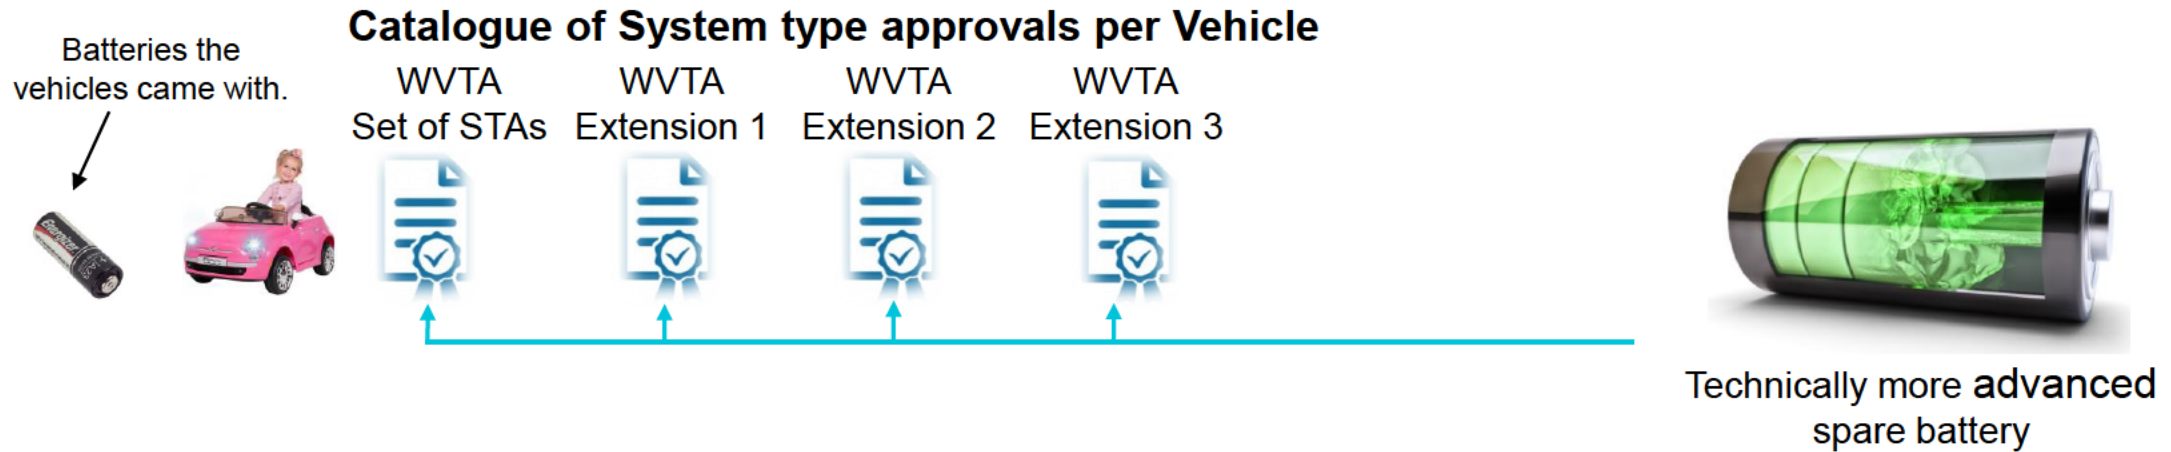 Catalogue of System type approvals per Vehicle
Batteries the
vehicles came with.
WVTA
Set of STAs
WVTA
Extension 1
WVTA
Extension 2
WVTA
Extension 3
Energizer
Technically more advanced
spare battery